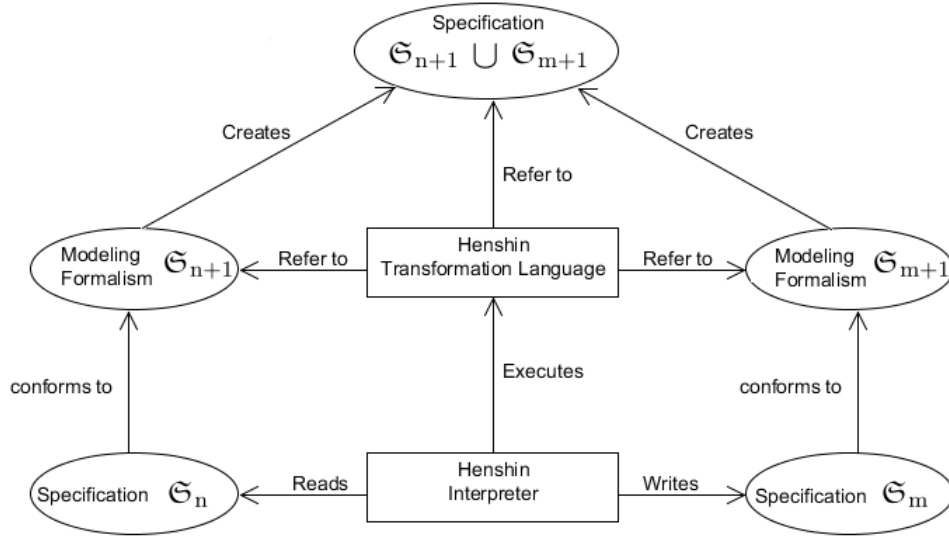 Specification
𝔖n+1 ∪ 𝔖m+1
Creates
Creates
Refer to
Modeling
Formalism 𝔖n+1
Refer to
Henshin
Transformation Language
Refer to
Modeling
Formalism 𝔖m+1
conforms to
Executes
conforms to
Specification 𝔖n
Reads
Henshin
Interpreter
Writes
Specification 𝔖m